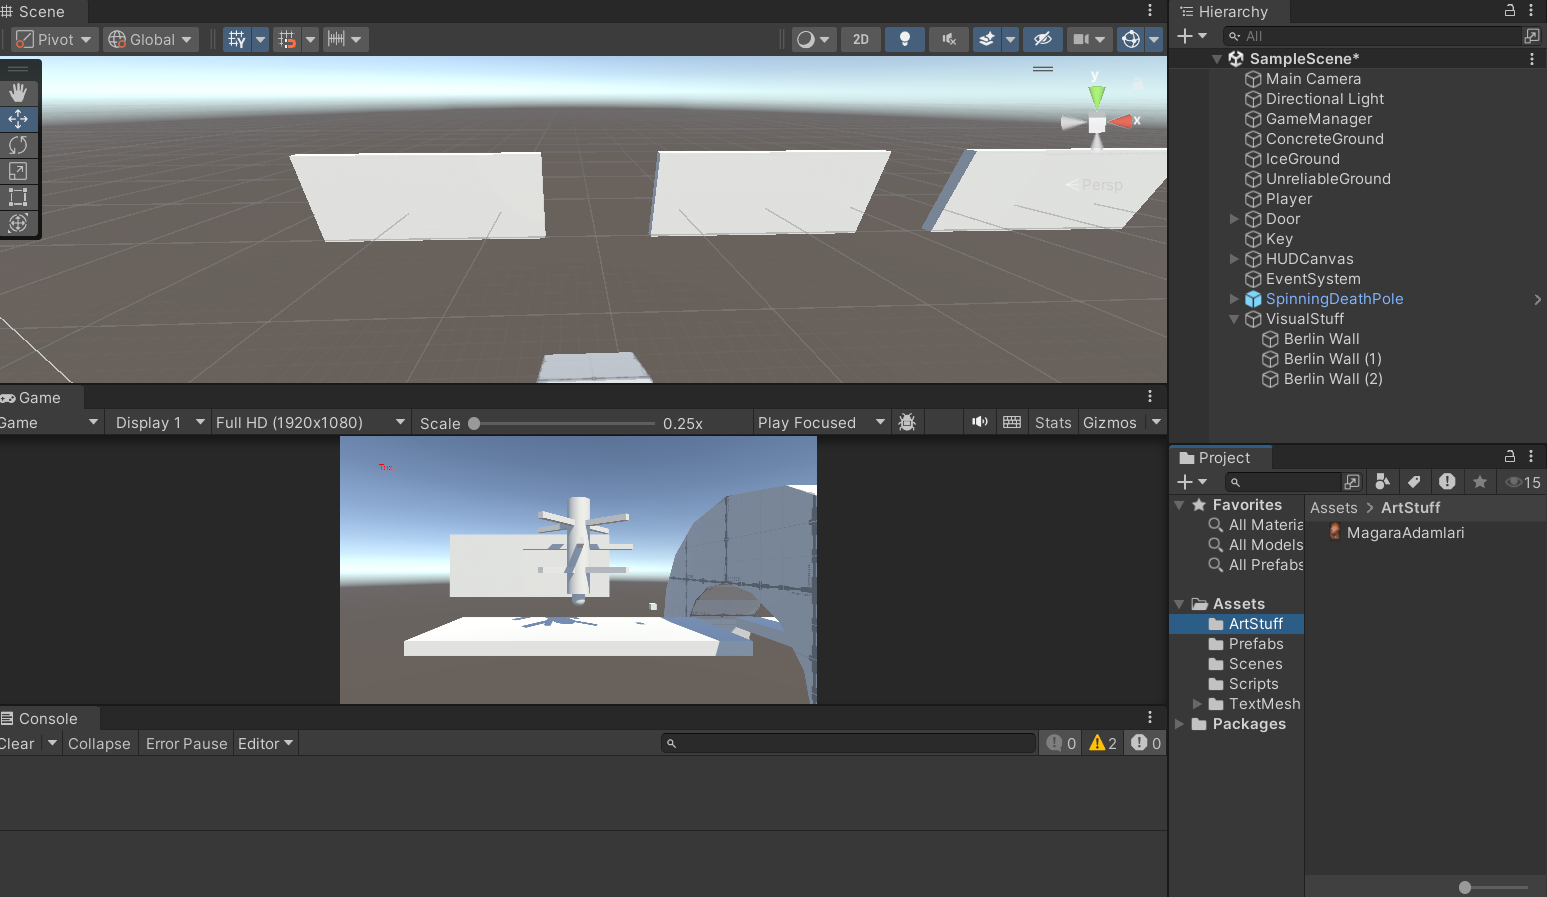 Scene
Pivot Global 2D
y
x
Persp
Game
Game Display 1 Full HD (1920x1080) Scale 0.25x Play Focused Stats Gizmos
Console
Clear Collapse Error Pause Editor 0 2 0
Hierarchy
All
SampleScene*
Main Camera
Directional Light
GameManager
ConcreteGround
IceGround
UnreliableGround
Player
Door
Key
HUDCanvas
EventSystem
SpinningDeathPole
VisualStuff
Berlin Wall
Berlin Wall (1)
Berlin Wall (2)
Project
15
Favorites
All Materia
All Models
All Prefabs
Assets
ArtStuff
Prefabs
Scenes
Scripts
TextMesh
Packages
Assets > ArtStuff
MagaraAdamlari